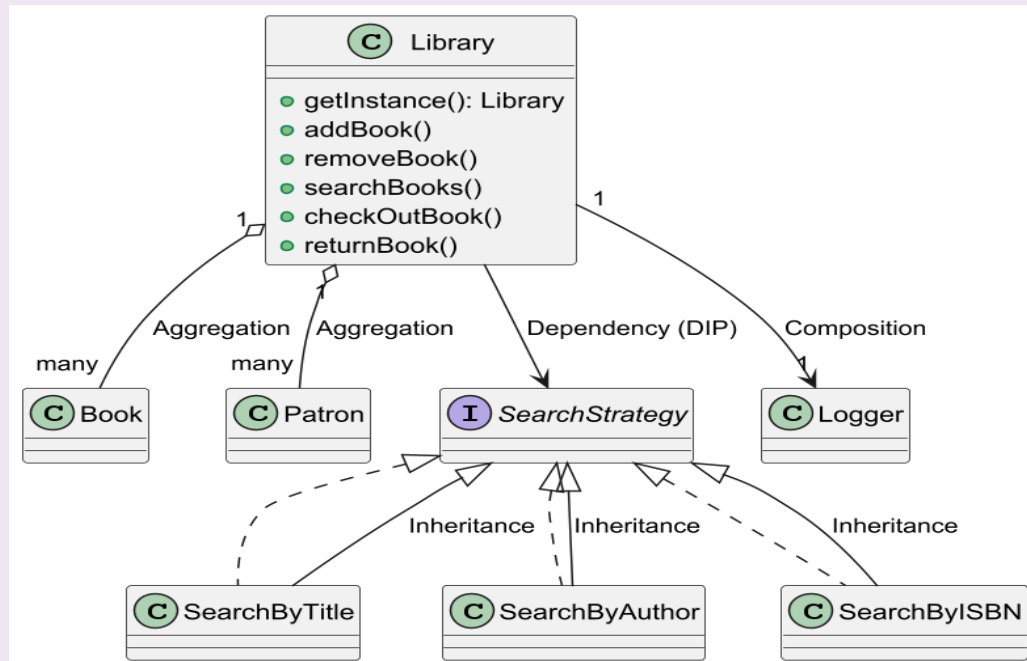 C Library
getInstance(): Library
addBook()
removeBook()
searchBooks()
checkOutBook()
returnBook()
1
1
1
Aggregation
Aggregation
Dependency (DIP)
Composition
many
many
1
C Book
C Patron
I SearchStrategy
C Logger
Inheritance
Inheritance
Inheritance
C SearchByTitle
C SearchByAuthor
C SearchByISBN